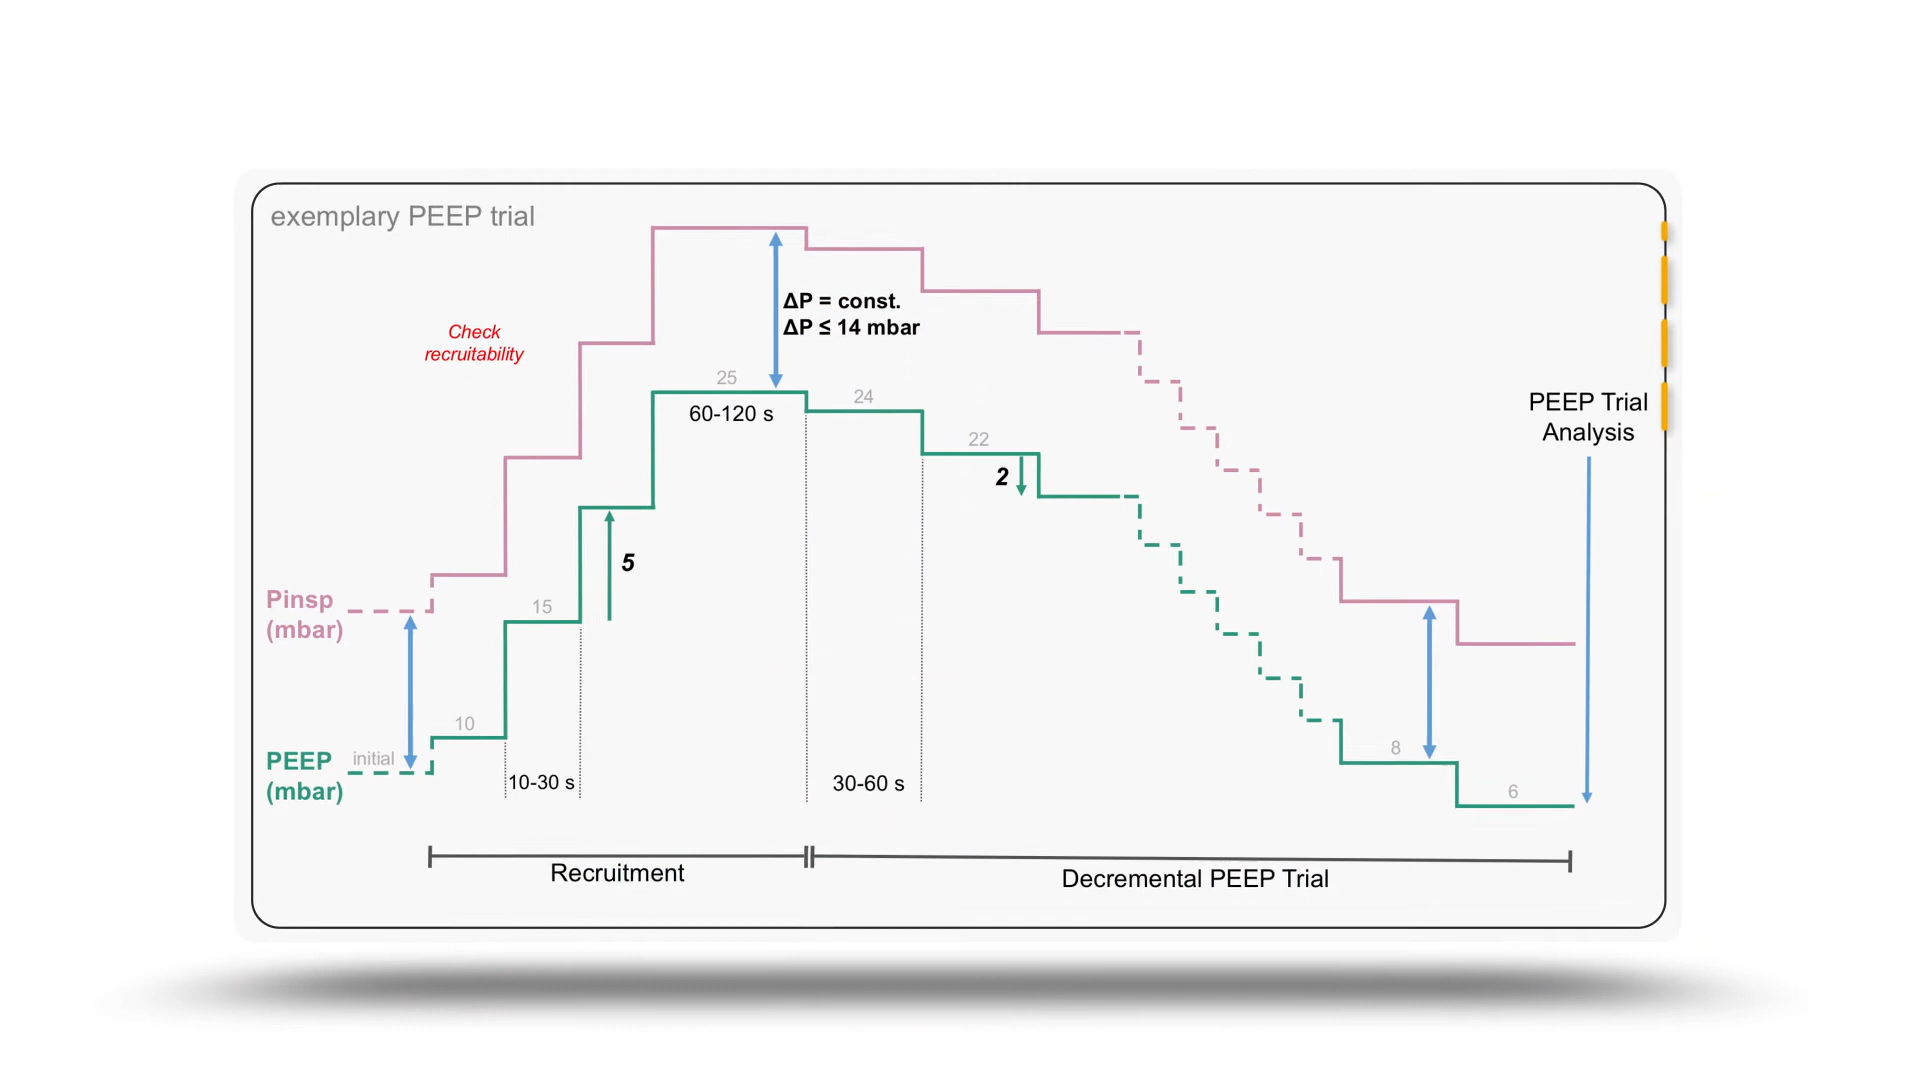 exemplary PEEP trial
Check
recruitability
ΔP = const.
ΔP ≤ 14 mbar
25
60-120 s
24
22
2
5
PEEP Trial
Analysis
Pinsp
(mbar)
15
10
PEEP
(mbar)
initial
10-30 s
30-60 s
8
6
Recruitment
Decremental PEEP Trial